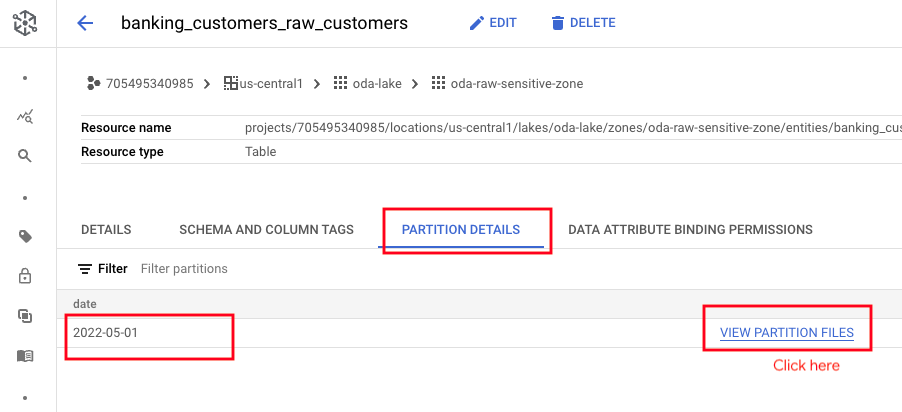 banking_customers_raw_customers EDIT DELETE
705495340985 us-central1 oda-lake oda-raw-sensitive-zone
Resource name projects/705495340985/locations/us-central1/lakes/oda-lake/zones/oda-raw-sensitive-zone/entities/banking_cus
Resource type Table
DETAILS SCHEMA AND COLUMN TAGS PARTITION DETAILS DATA ATTRIBUTE BINDING PERMISSIONS
Filter Filter partitions
date
2022-05-01 VIEW PARTITION FILES
Click here